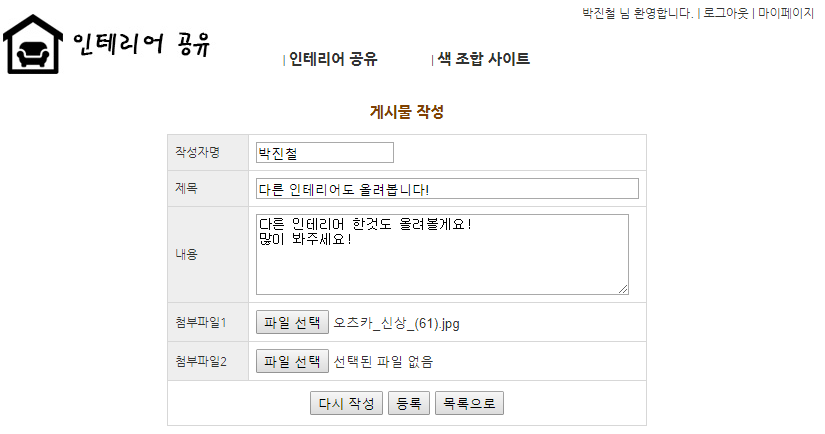 박진철 님 환영합니다. | 로그아웃 | 마이페이지
인테리어 공유
| 인테리어 공유 | 색 조합 사이트
게시물 작성
작성자명 박진철
제목 다른 인테리어도 올려봅니다!
내용
다른 인테리어 한것도 올려볼게요!
많이 봐주세요!
첨부파일1 파일 선택 오츠카_신상_(61).jpg
첨부파일2 파일 선택 선택된 파일 없음
다시 작성 등록 목록으로